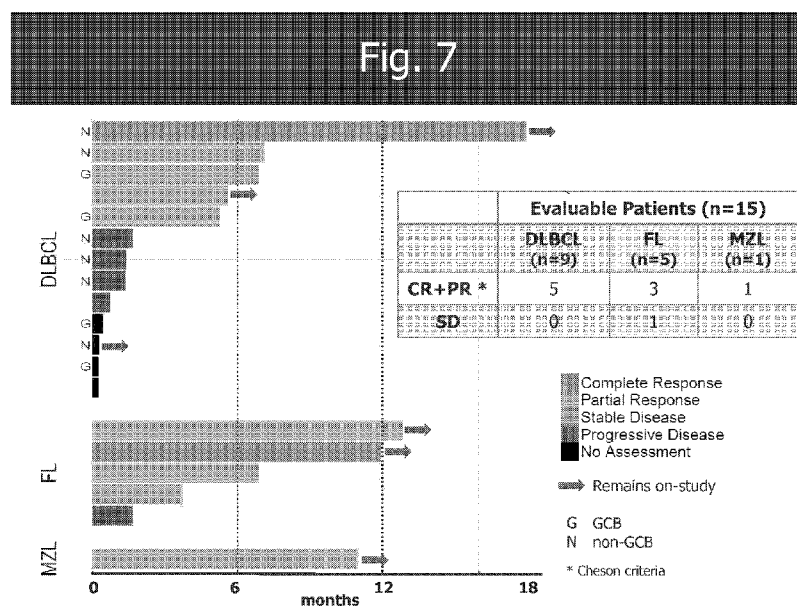 Fig. 7
DLBCL
N
N
G
G
N
N
N
G
N
G
FL
MZL
Evaluable Patients (n=15)
DLBCL (n=9) FL (n=5) MZL (n=1)
CR+PR * 5 3 1
SD 0 1 0
Complete Response
Partial Response
Stable Disease
Progressive Disease
No Assessment
Remains on-study
G GCB
N non-GCB
* Cheson criteria
0 6 12 18
months